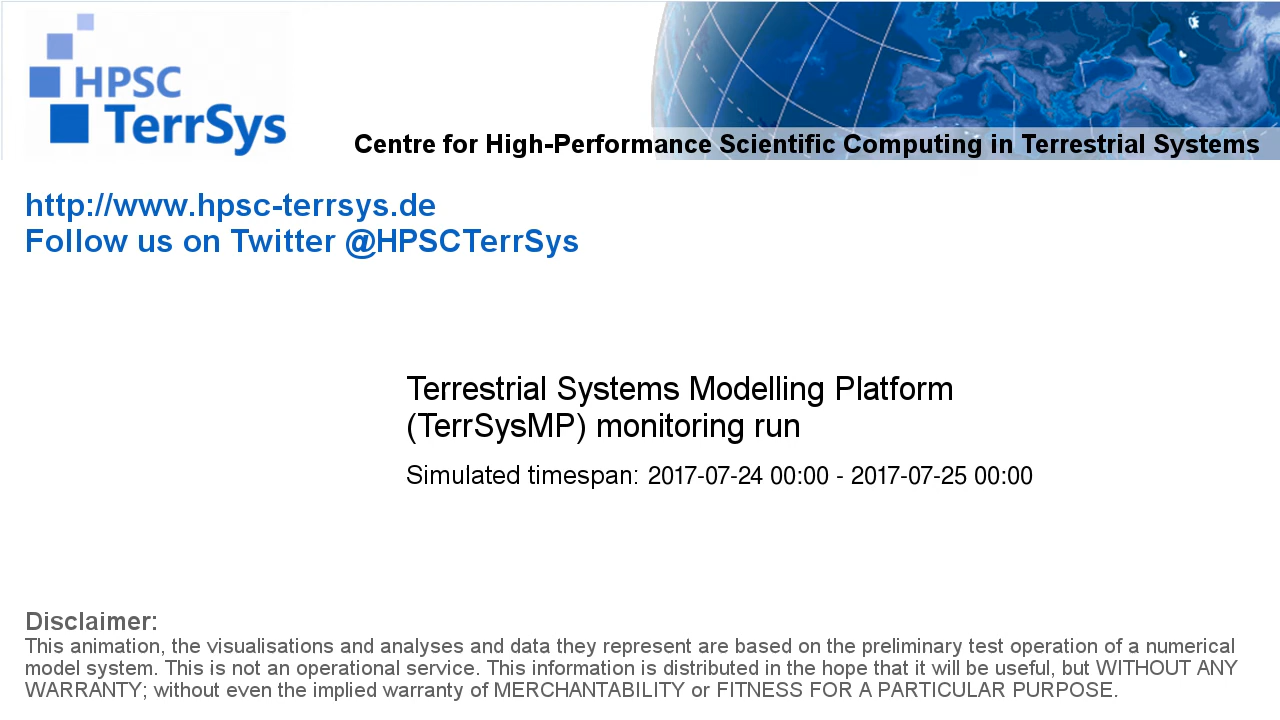 HPSC
TerrSys
Centre for High-Performance Scientific Computing in Terrestrial Systems
http://www.hpsc-terrsys.de
Follow us on Twitter @HPSCTerrSys
Terrestrial Systems Modelling Platform
(TerrSysMP) monitoring run
Simulated timespan: 2017-07-24 00:00 - 2017-07-25 00:00
Disclaimer:
This animation, the visualisations and analyses and data they represent are based on the preliminary test operation of a numerical
model system. This is not an operational service. This information is distributed in the hope that it will be useful, but WITHOUT ANY
WARRANTY; without even the implied warranty of MERCHANTABILITY or FITNESS FOR A PARTICULAR PURPOSE.